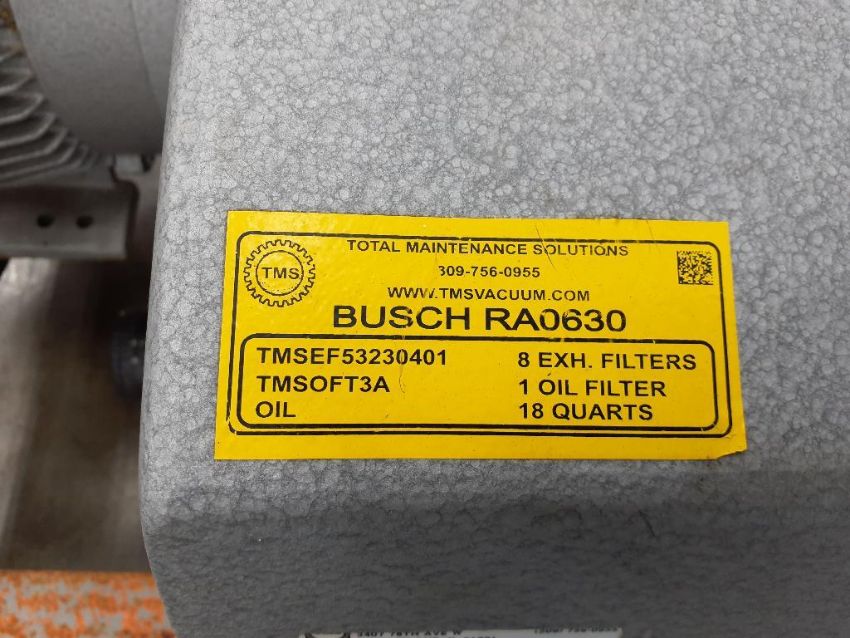 TOTAL MAINTENANCE SOLUTIONS
TMS
309-756-0955
WWW.TMSVACUUM.COM
BUSCH RA0630
TMSEF53230401 8 EXH. FILTERS
TMSOFT3A 1 OIL FILTER
OIL 18 QUARTS